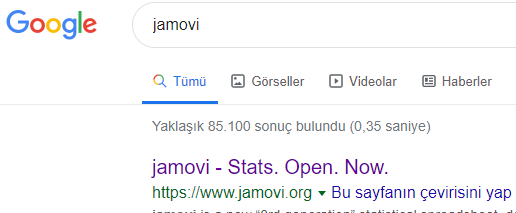 Google
jamovi
Tümü Görseller Videolar Haberler
Yaklaşık 85.100 sonuç bulundu (0,35 saniye)
jamovi - Stats. Open. Now.
https://www.jamovi.org Bu sayfanın çevirisini yap